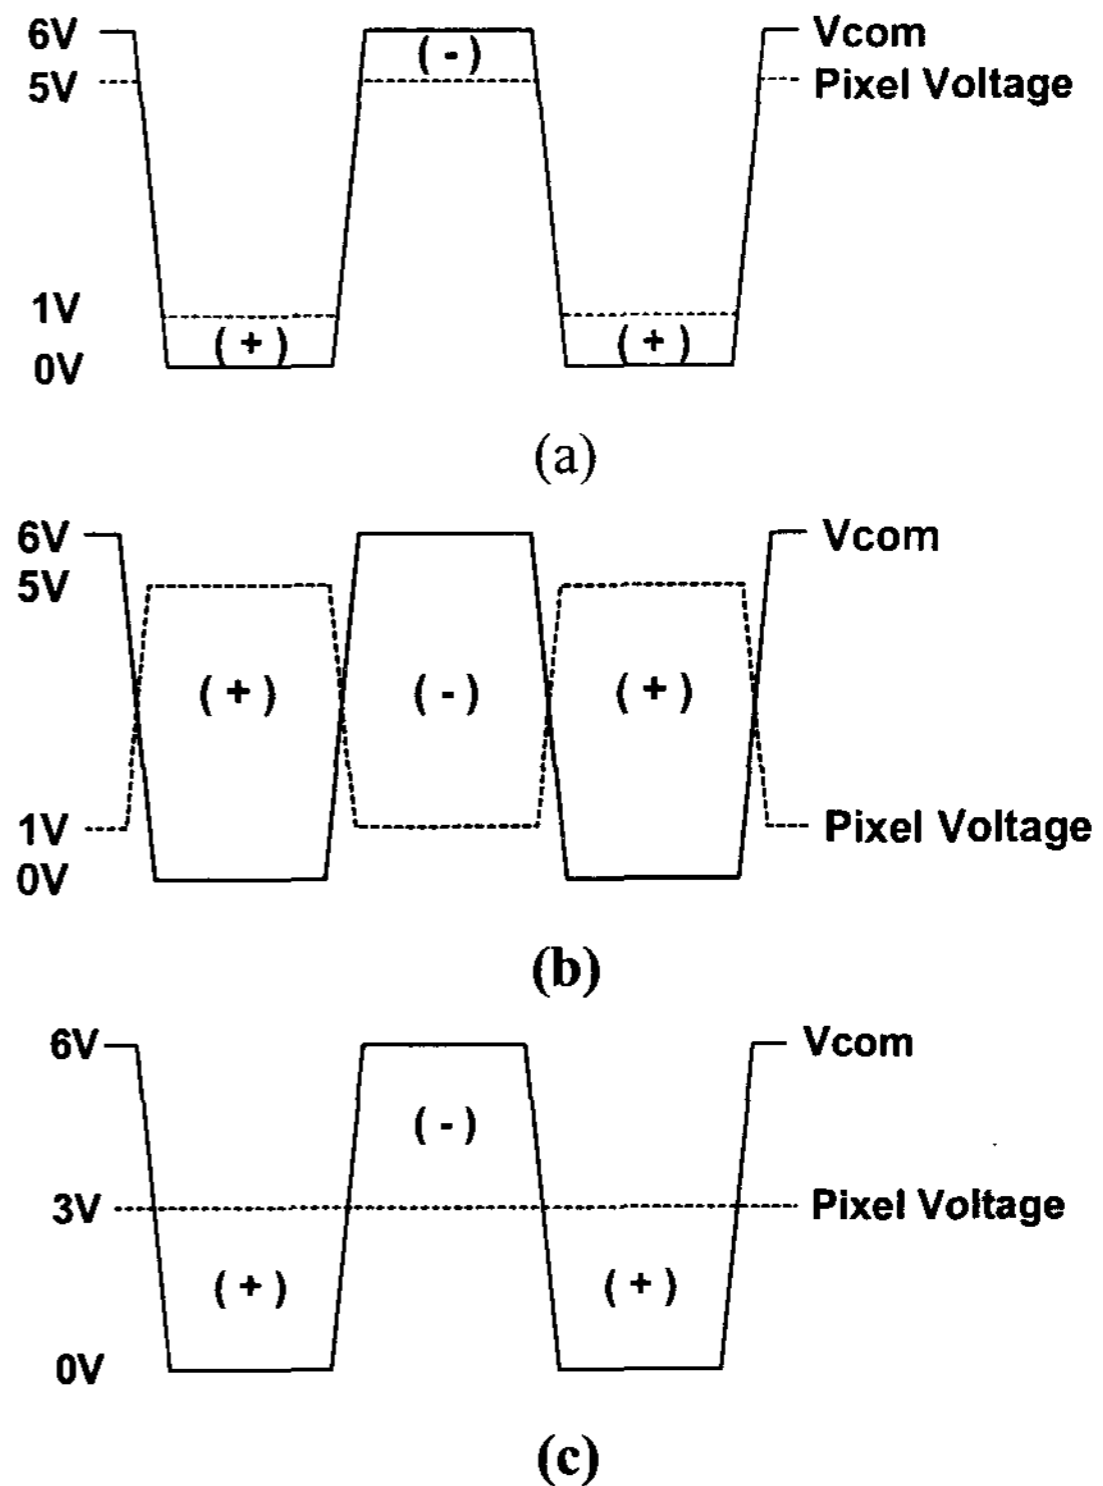 6V Vcom
(-)
5V Pixel Voltage
1V
(+) (+)
0V
(a)
6V Vcom
5V
(+) (-) (+)
1V Pixel Voltage
0V
(b)
6V Vcom
(-)
3V Pixel Voltage
(+) (+)
0V
(c)